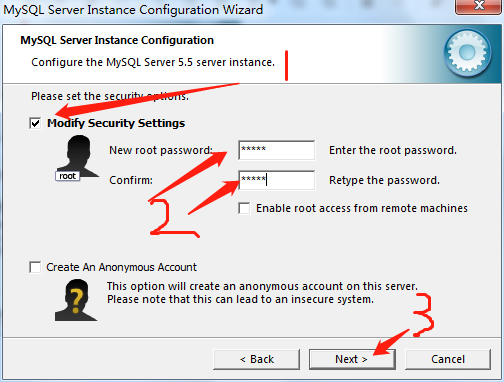 MySQL Server Instance Configuration Wizard
MySQL Server Instance Configuration
Configure the MySQL Server 5.5 server instance.
1
Please set the security options.
Modify Security Settings
root
New root password:
*****
Enter the root password.
Confirm:
*****
Retype the password.
2
Enable root access from remote machines
Create An Anonymous Account
?
This option will create an anonymous account on this server.
Please note that this can lead to an insecure system.
3
< Back
Next >
Cancel